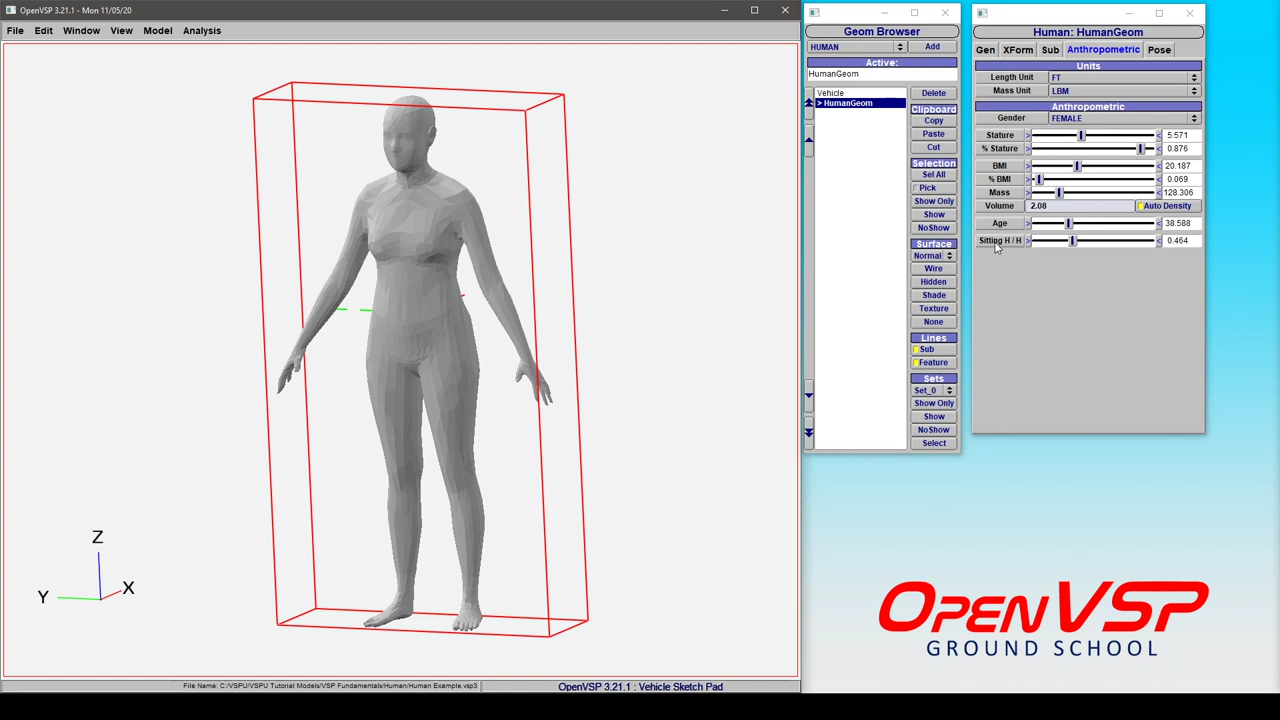 OpenVSP 3.21.1 - Mon 11/05/20
File Edit Window View Model Analysis
Z
Y
X
File Name: C:/VSPU/VSPU Tutorial Models/VSP Fundamentals/Human/Human Example.vsp3
OpenVSP 3.21.1 : Vehicle Sketch Pad
Geom Browser
HUMAN Add
Active:
HumanGeom
Vehicle
> HumanGeom
Delete
Clipboard
Copy
Paste
Cut
Selection
Sel All
Pick
Show Only
Show
NoShow
Surface
Normal
Wire
Hidden
Shade
Texture
None
Lines
Sub
Feature
Sets
Set_0
Show Only
Show
NoShow
Select
Human: HumanGeom
Gen XForm Sub Anthropometric Pose
Units
Length Unit FT
Mass Unit LBM
Anthropometric
Gender FEMALE
Stature > < 5.571
% Stature > < 0.876
BMI > < 20.187
% BMI > < 0.069
Mass > < 128.306
Volume 2.08 Auto Density
Age > < 38.588
Sitting H / H > < 0.464
OPENVSP
GROUND SCHOOL